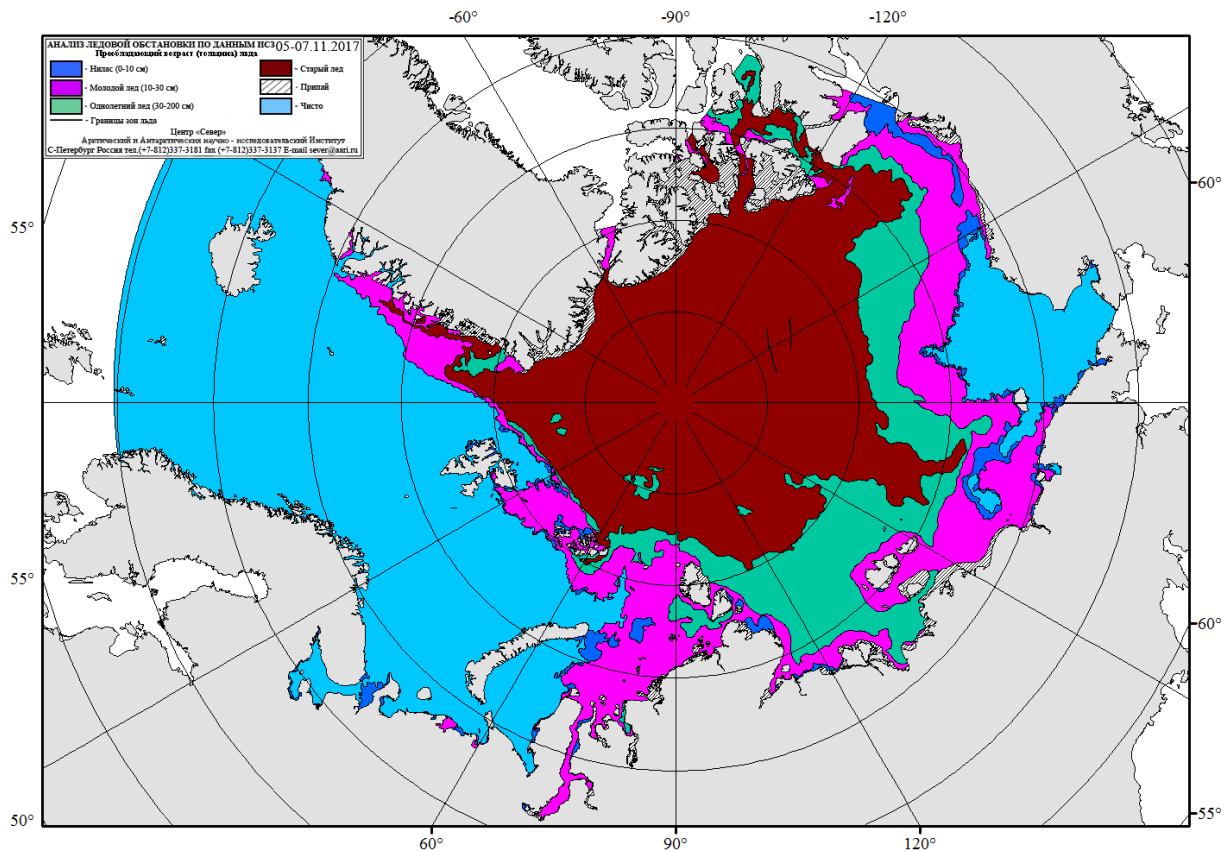 -60° -90° -120°
АНАЛИЗ ЛЕДОВОЙ ОБСТАНОВКИ ПО ДАННЫМ ИСЗ 05-07.11.2017
Преобладающий возраст (толщина) льда
- Нилас (0-10 см) - Старый лед
- Молодой лед (10-30 см) - Припай
- Однолетний лед (30-200 см) - Чисто
- Границы зон льда
Центр «Север»
Арктический и Антарктический научно - исследовательский Институт
С-Петербург Россия тел.(+7-812)337-3181 fax (+7-812)337-3137 E-mail sever@aari.ru
60°
55°
55°
60°
50° 55°
60° 90° 120°